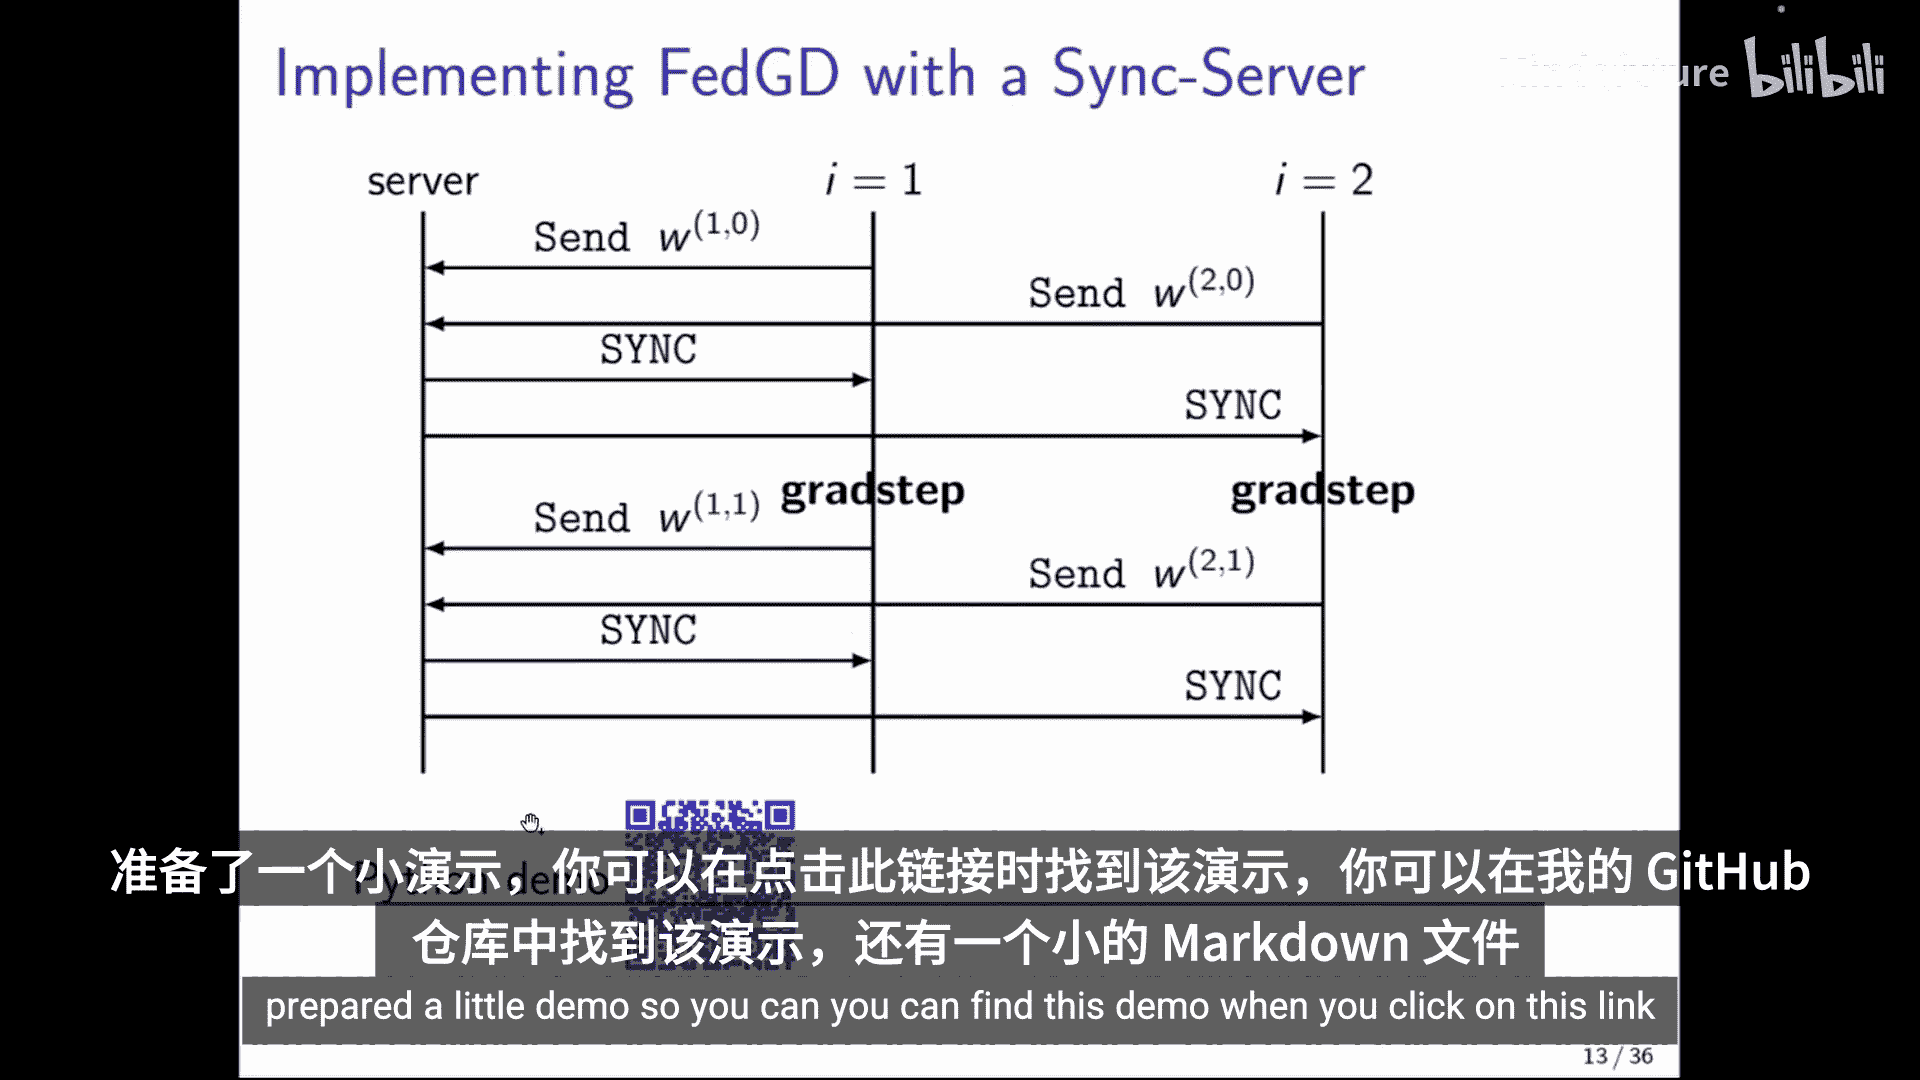 Implementing FedGD with a Sync-Server
ure bilibili
server
i = 1
i = 2
Send w^(1,0)
Send w^(2,0)
SYNC
SYNC
gradstep
gradstep
Send w^(1,1)
Send w^(2,1)
SYNC
SYNC
Python demo
准备了一个小演示，你可以在点击此链接时找到该演示，你可以在我的 GitHub
仓库中找到该演示，还有一个小的 Markdown 文件
prepared a little demo so you can you can find this demo when you click on this link
13 / 36